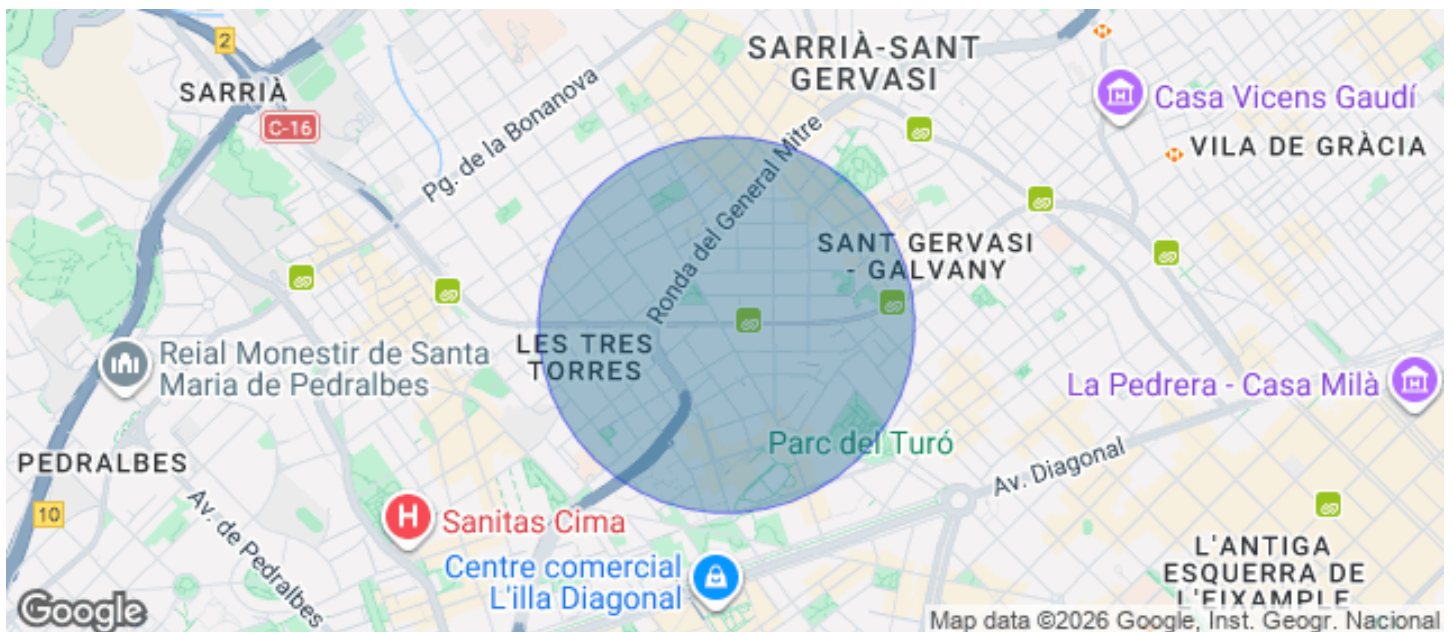 2
SARRIÀ
C-16
Pg. de la Bonanova
SARRIÀ-SANT
GERVASI
Casa Vicens Gaudí
VILA DE GRÀCIA
Ronda del General Mitre
SANT GERVASI
- GALVANY
LES TRES
TORRES
Reial Monestir de Santa
Maria de Pedralbes
La Pedrera - Casa Milà
Parc del Turó
PEDRALBES
Av. Diagonal
10
Av. de Pedralbes
H
Sanitas Cima
Centre comercial
L'illa Diagonal
L'ANTIGA
ESQUERRA DE
L'EIXAMPLE
Google
Map data ©2026 Google, Inst. Geogr. Nacional